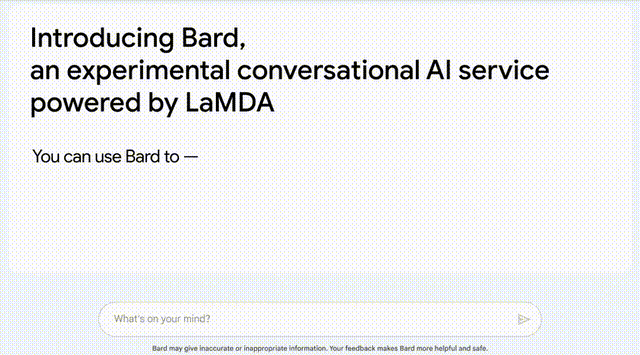 Introducing Bard,
an experimental conversational AI service
powered by LaMDA
You can use Bard to —
What's on your mind?
Bard may give inaccurate or inappropriate information. Your feedback makes Bard more helpful and safe.